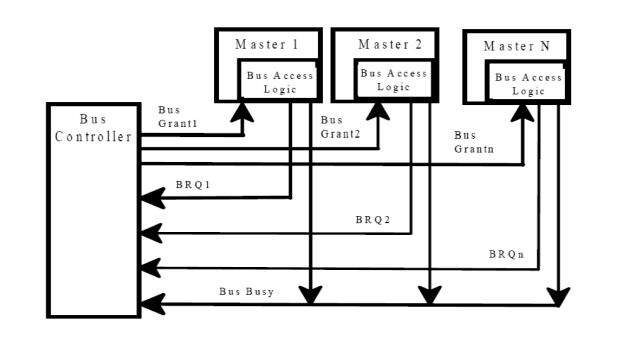 Master 1
Bus Access
Logic
Master 2
Bus Access
Logic
Master N
Bus Access
Logic
Bus
Controller
Bus
Grant1
Bus
Grant2
Bus
Grantn
BRQ1
BRQ2
BRQn
Bus Busy